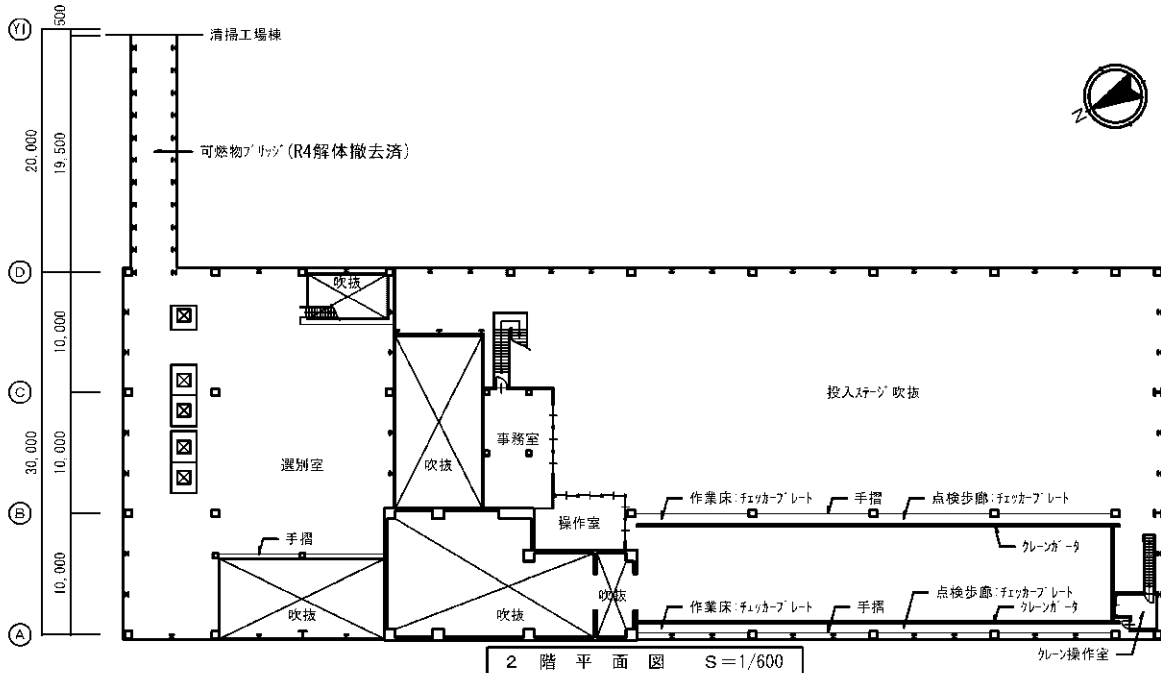 Y1
500
清掃工場棟
20,000
19,500
可燃物ブリッジ(R4解体撤去済)
N
D
吹抜
10,000
C
投入ステージ吹抜
事務室
30,000
10,000
選別室
吹抜
作業床:チェッカープレート
手摺
点検歩廊:チェッカープレート
B
操作室
手摺
クレーンガータ
10,000
吹抜
吹抜
吹抜
作業床:チェッカープレート
手摺
点検歩廊:チェッカープレート
クレーンガータ
A
クレーン操作室
2 階 平 面 図 S=1/600